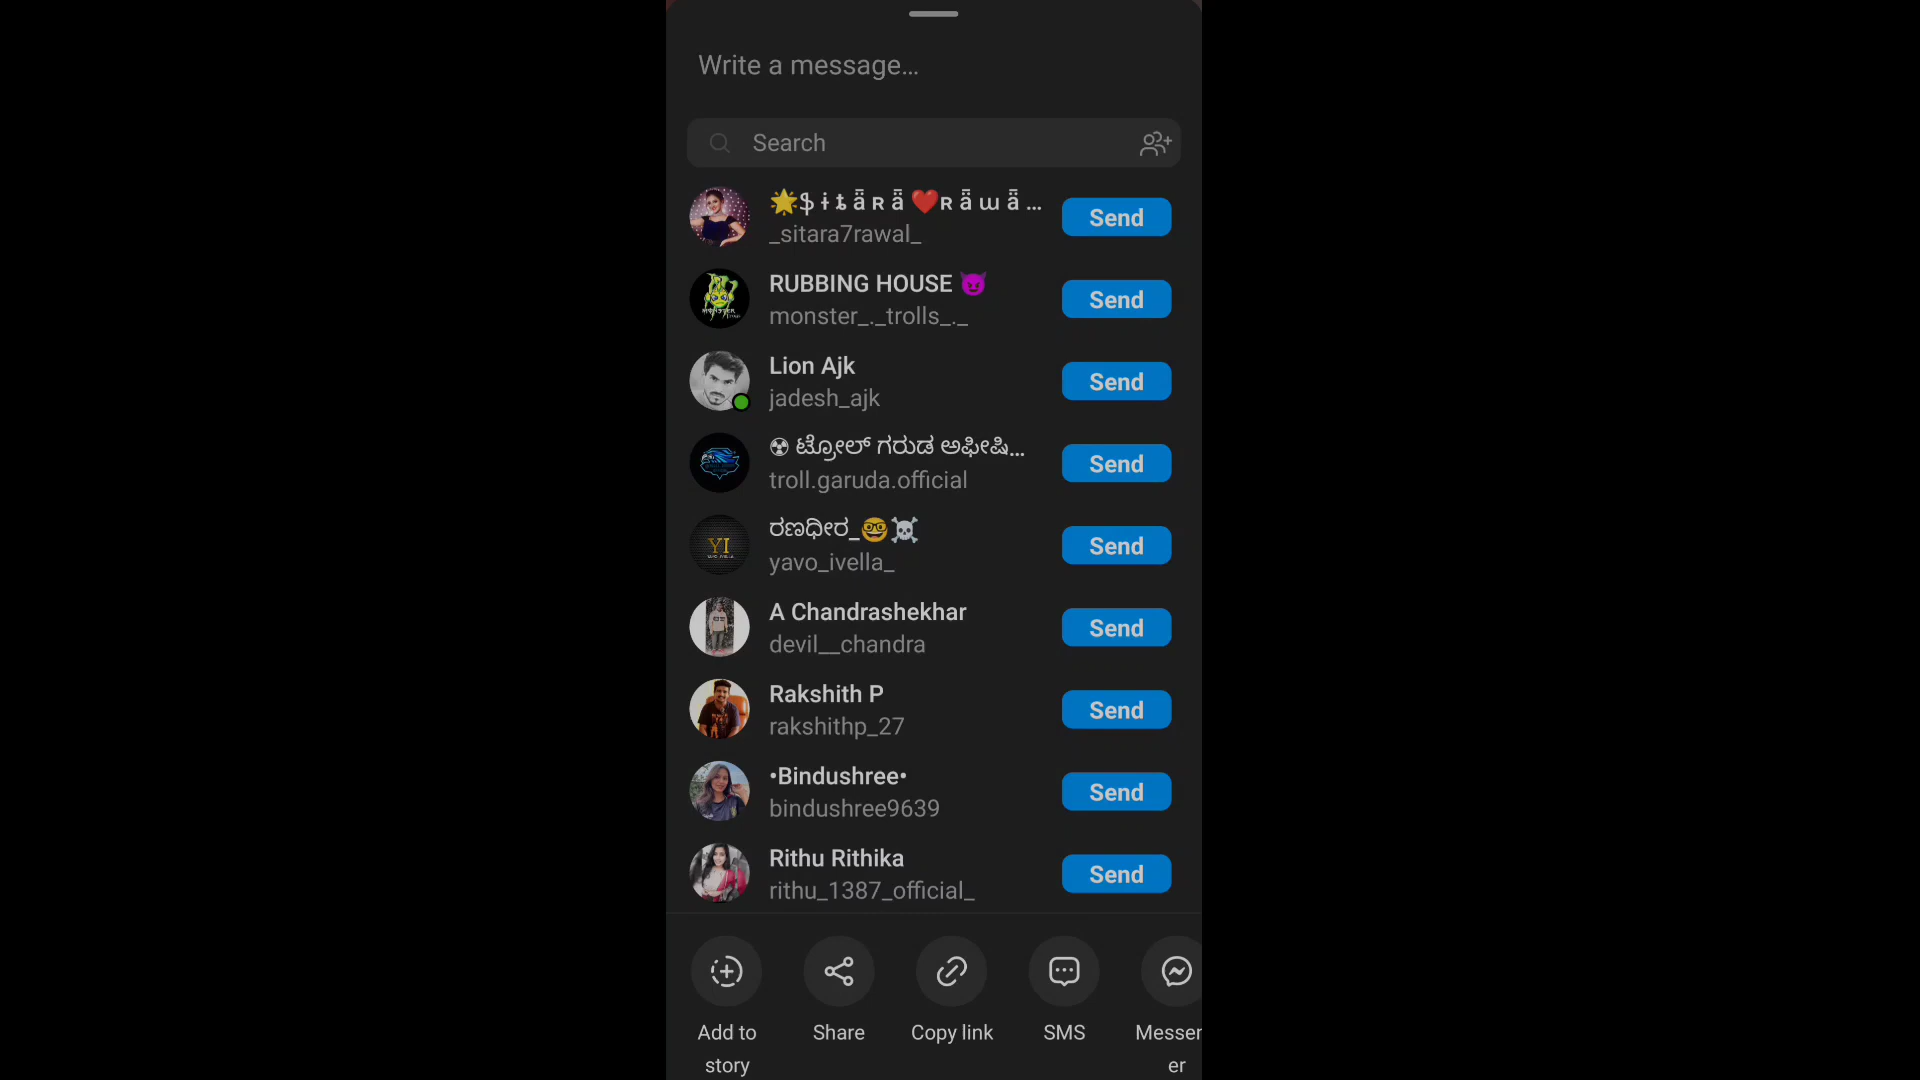 Write a message...
Search
🌟$ ɨ ȶ ǟ ʀ ǟ ❤️ʀ ǟ ա ǟ ...
_sitara7rawal_
Send
RUBBING HOUSE 😈
monster_._trolls_._
Send
Lion Ajk
jadesh_ajk
Send
☢ ಟ್ರೋಲ್ ಗರುಡ ಅಫೀಷಿ...
troll.garuda.official
Send
ರಣಧೀರ_🤓☠
yavo_ivella_
Send
YI
A Chandrashekhar
devil__chandra
Send
Rakshith P
rakshithp_27
Send
•Bindushree•
bindushree9639
Send
Rithu Rithika
rithu_1387_official_
Send
Add to
story
Share
Copy link
SMS
Messen
er